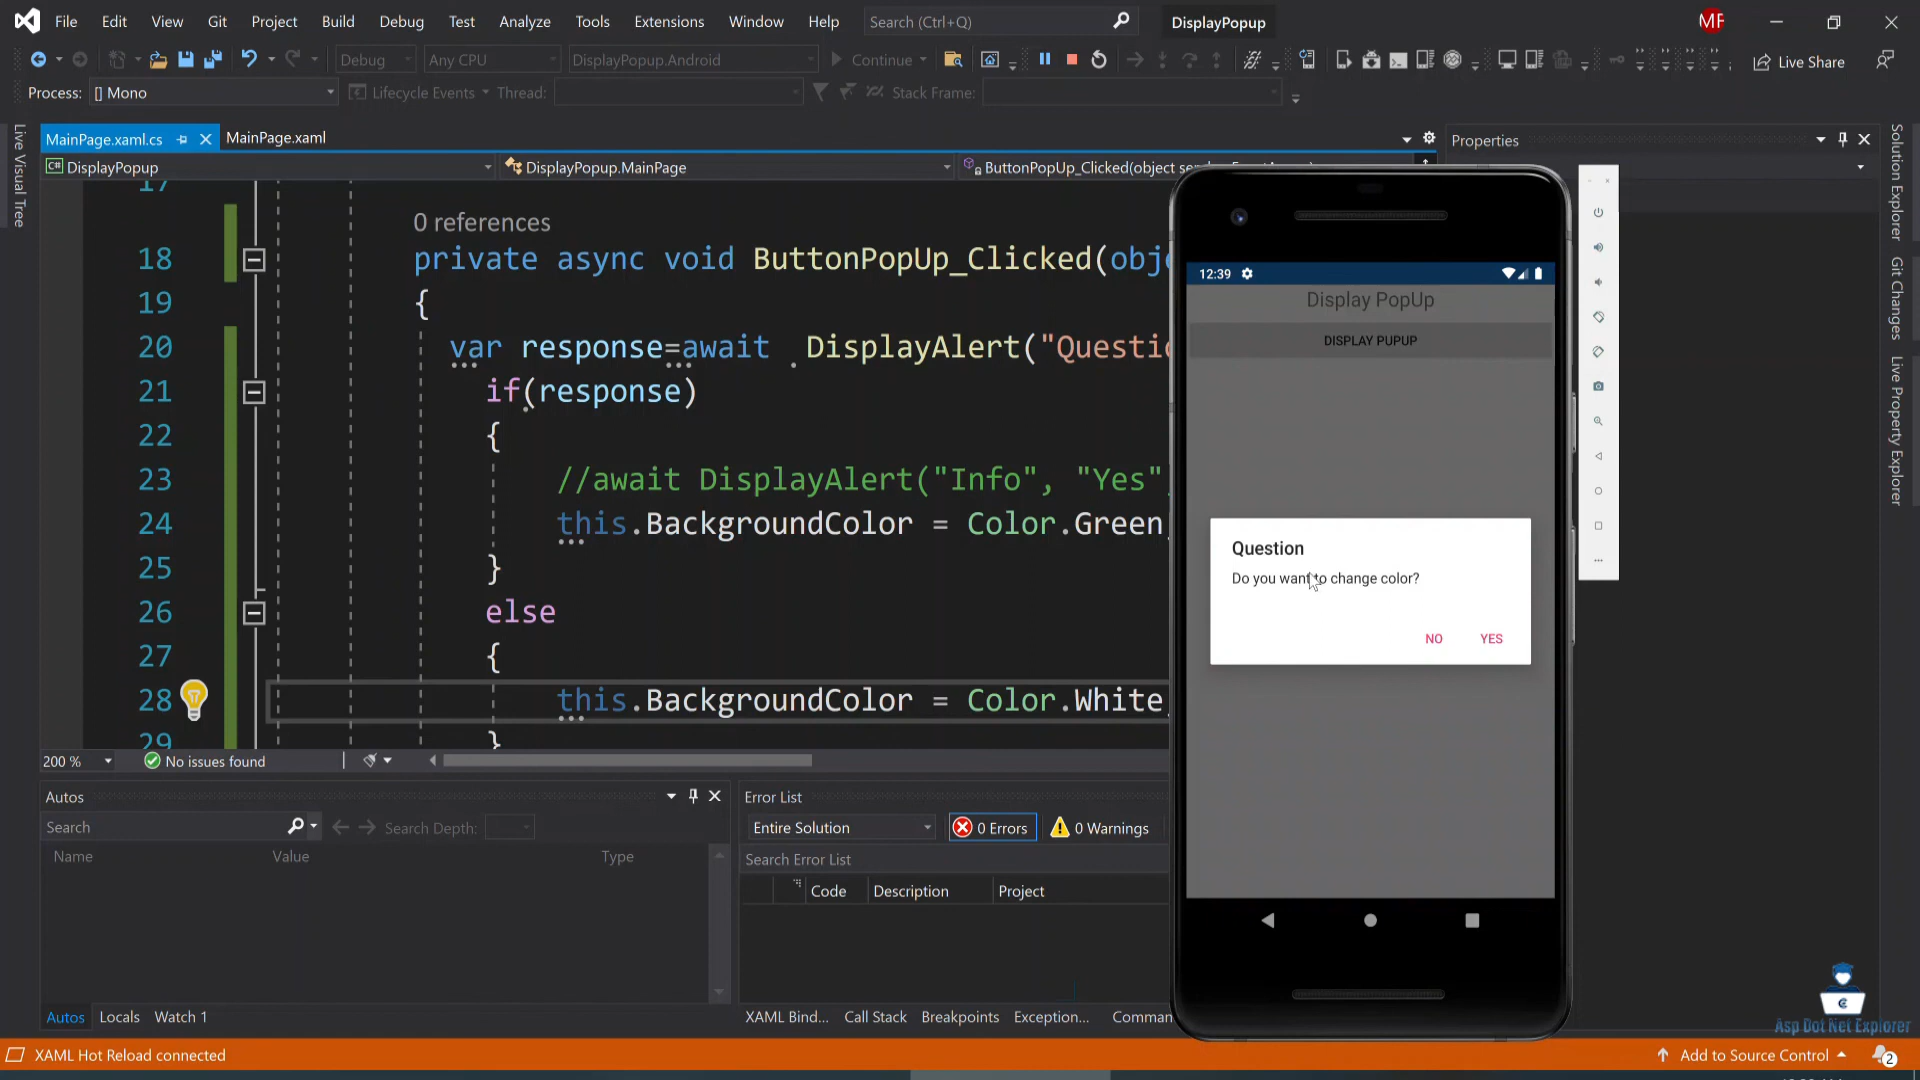 File Edit View Git Project Build Debug Test Analyze Tools Extensions Window Help Search (Ctrl+Q) DisplayPopup MF
Debug Any CPU DisplayPopup.Android Continue Live Share
Process: [] Mono Lifecycle Events Thread: Stack Frame:
MainPage.xaml.cs MainPage.xaml
DisplayPopup DisplayPopup.MainPage ButtonPopUp_Clicked(object
Properties
Live Visual Tree
Solution Explorer
Git Changes
Live Property Explorer
17
0 references
18 private async void ButtonPopUp_Clicked(obje
19 {
20 var response=await DisplayAlert("Questio
21 if(response)
22 {
23 //await DisplayAlert("Info", "Yes"
24 this.BackgroundColor = Color.Green
25 }
26 else
27 {
28 this.BackgroundColor = Color.White
29 }
200 % No issues found
12:39
Display PopUp
DISPLAY PUPUP
Question
Do you want to change color?
NO YES
Autos
Search Search Depth:
Name Value Type
Autos Locals Watch 1
Error List
Entire Solution 0 Errors 0 Warnings
Search Error List
Code Description Project
XAML Bind... Call Stack Breakpoints Exception... Comman
Asp Dot Net Explorer
XAML Hot Reload connected
Add to Source Control 2